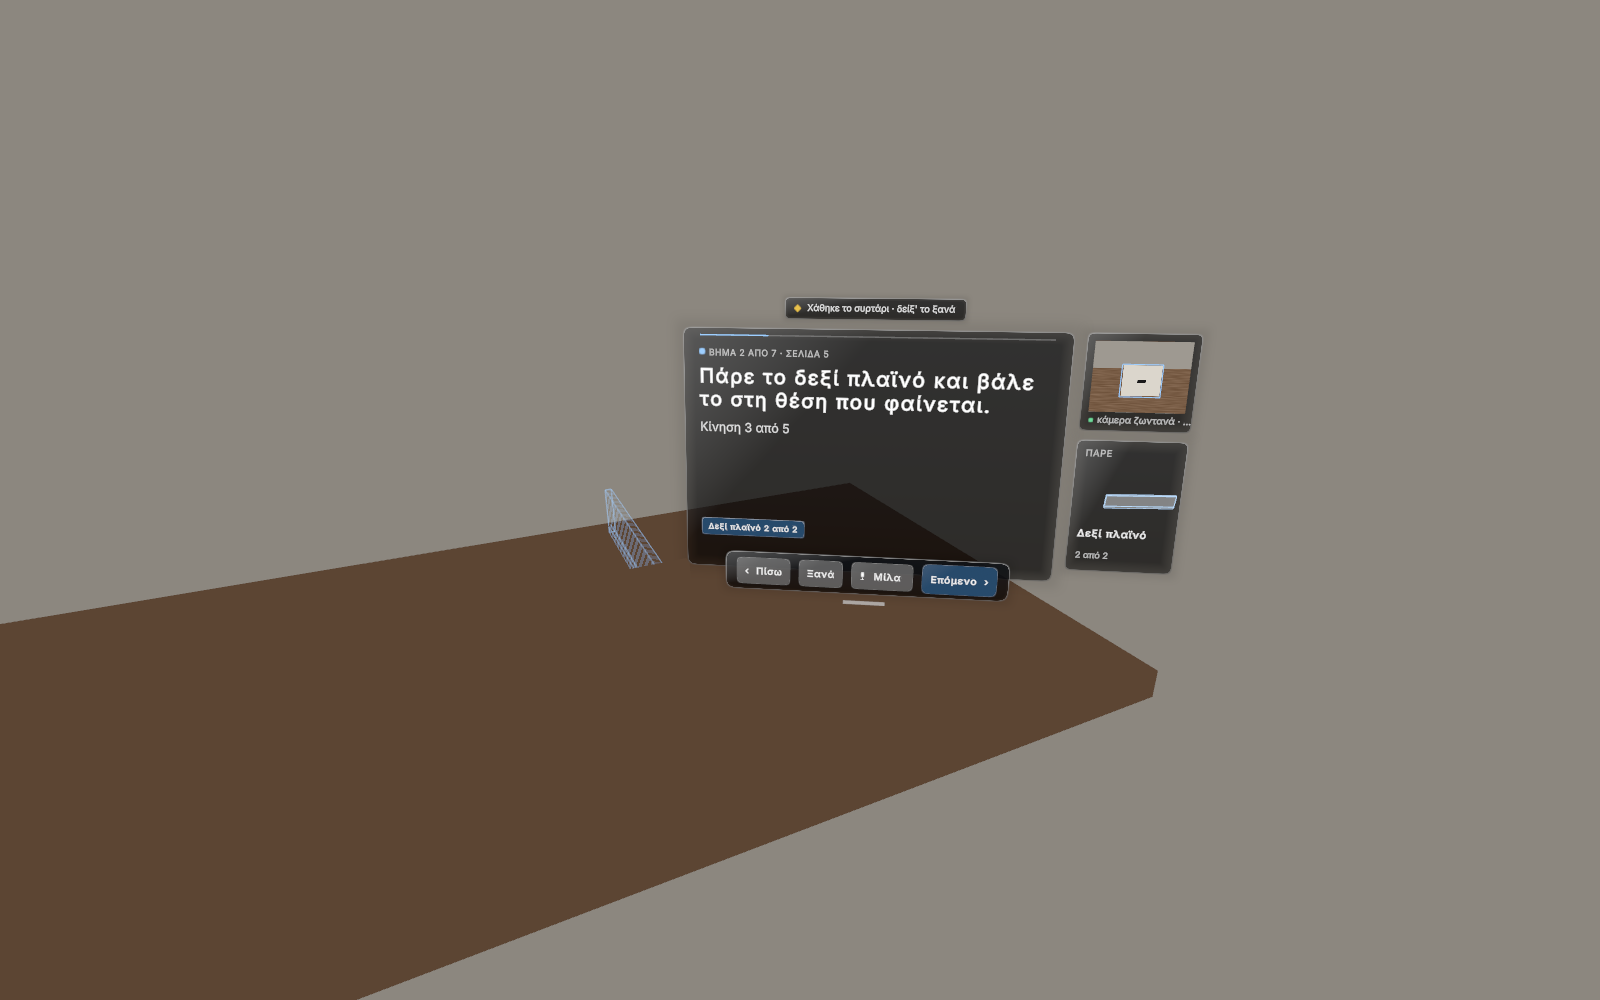 Χάθηκε το συρτάρι · δείξ' το ξανά
ΒΗΜΑ 2 ΑΠΟ 7 · ΣΕΛΙΔΑ 5
Πάρε το δεξί πλαϊνό και βάλε
το στη θέση που φαίνεται.
Κίνηση 3 από 5
Δεξί πλαϊνό 2 από 2
‹ Πίσω
Ξανά
Μίλα
Επόμενο ›
κάμερα ζωντανά · ...
ΠΑΡΕ
Δεξί πλαϊνό
2 από 2